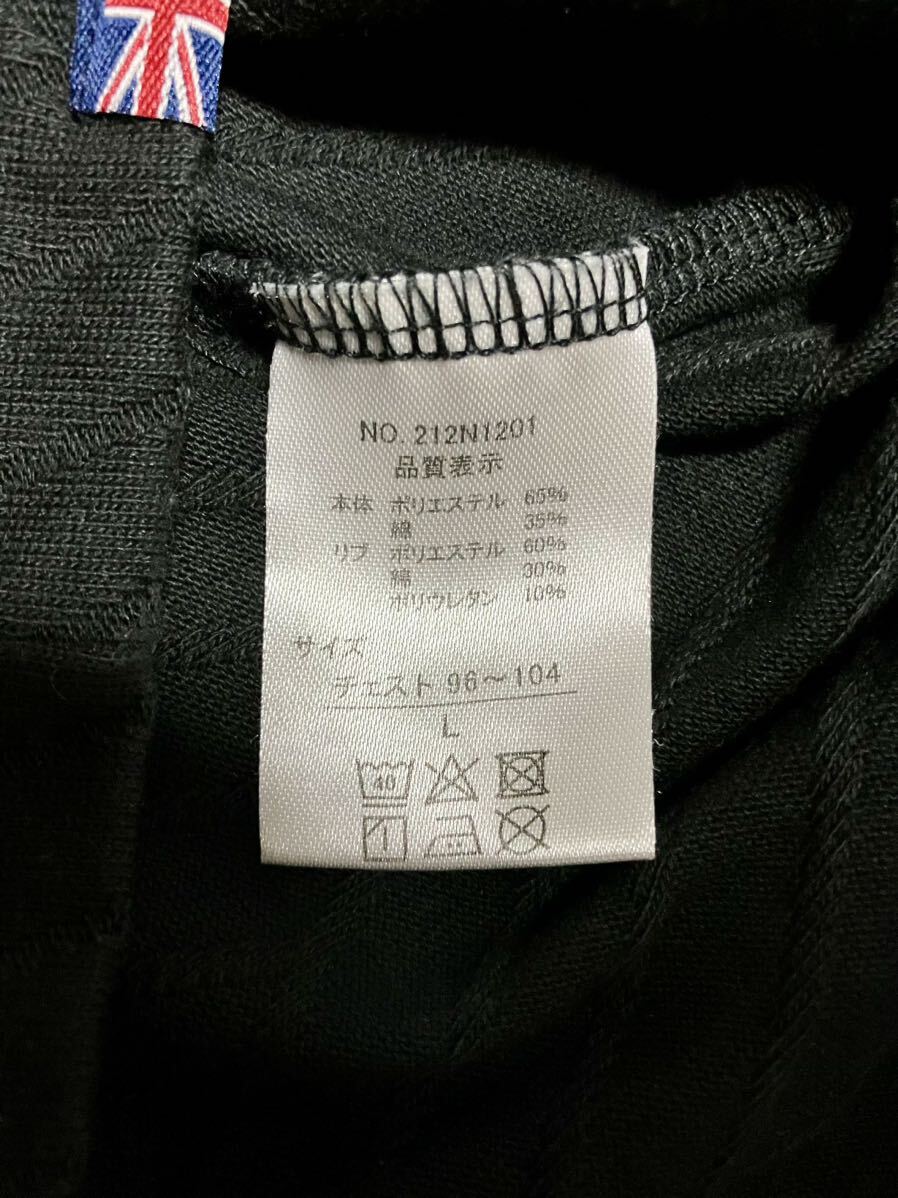 NO. 212N1201
品質表示
本体 ポリエステル 65%
綿 35%
リブ ポリエステル 60%
綿 30%
ポリウレタン 10%
サイズ
チェスト 96〜104
L
40